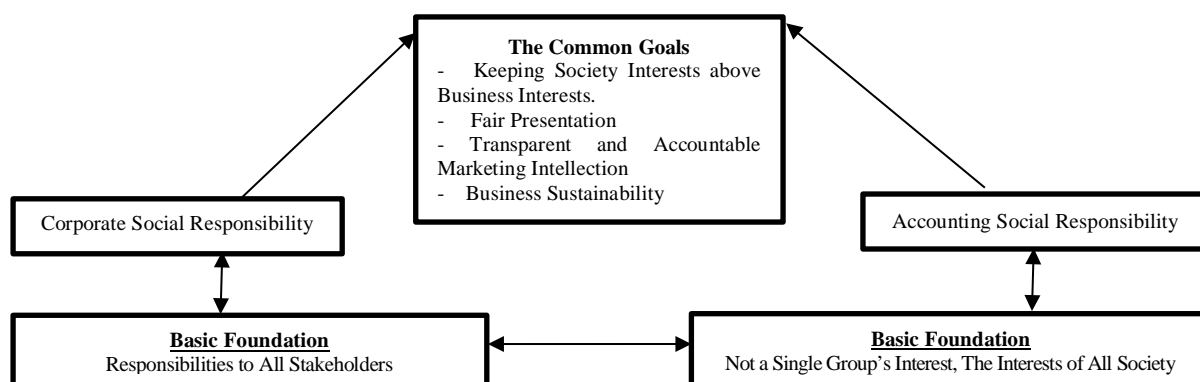 The Common Goals
- Keeping Society Interests above
Business Interests.
- Fair Presentation
- Transparent and Accountable
Marketing Intellection
- Business Sustainability
Corporate Social Responsibility
Accounting Social Responsibility
Basic Foundation
Responsibilities to All Stakeholders
Basic Foundation
Not a Single Group's Interest, The Interests of All Society